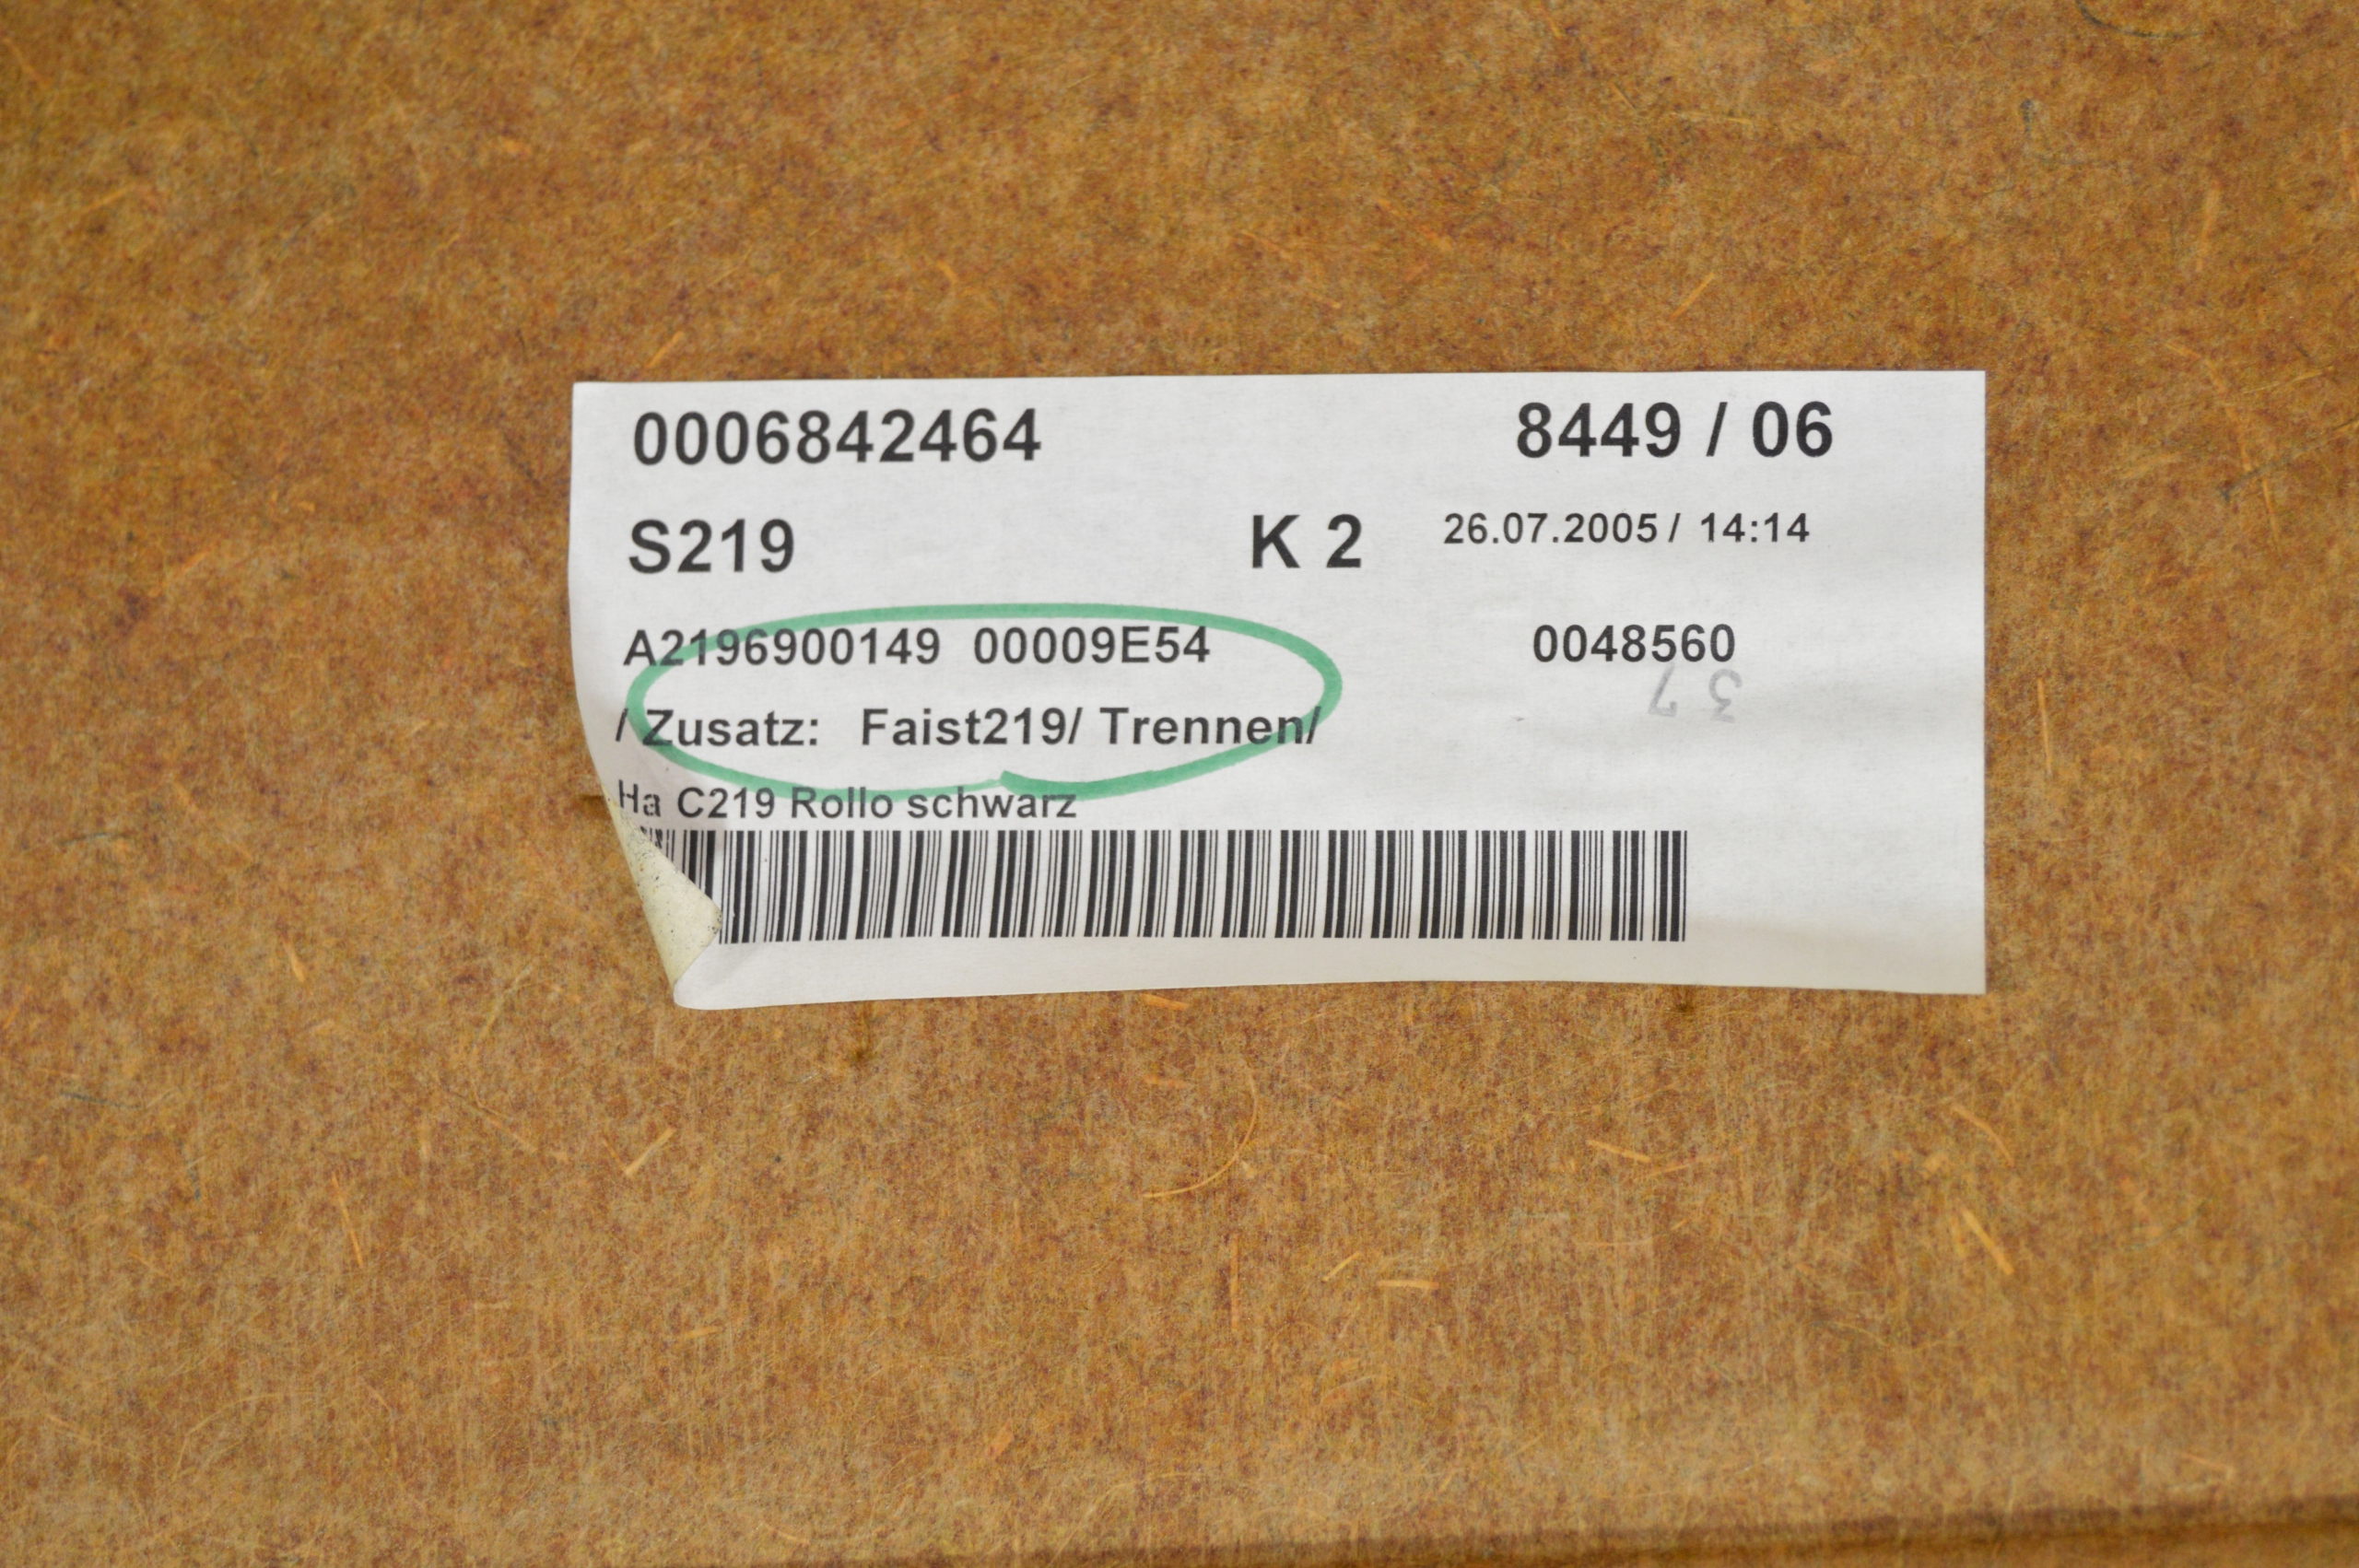 0006842464 8449 / 06
S219 K 2 26.07.2005 / 14:14
A2196900149 00009E54 0048560
37
/ Zusatz: Faist219/ Trennen/
Ha C219 Rollo schwarz